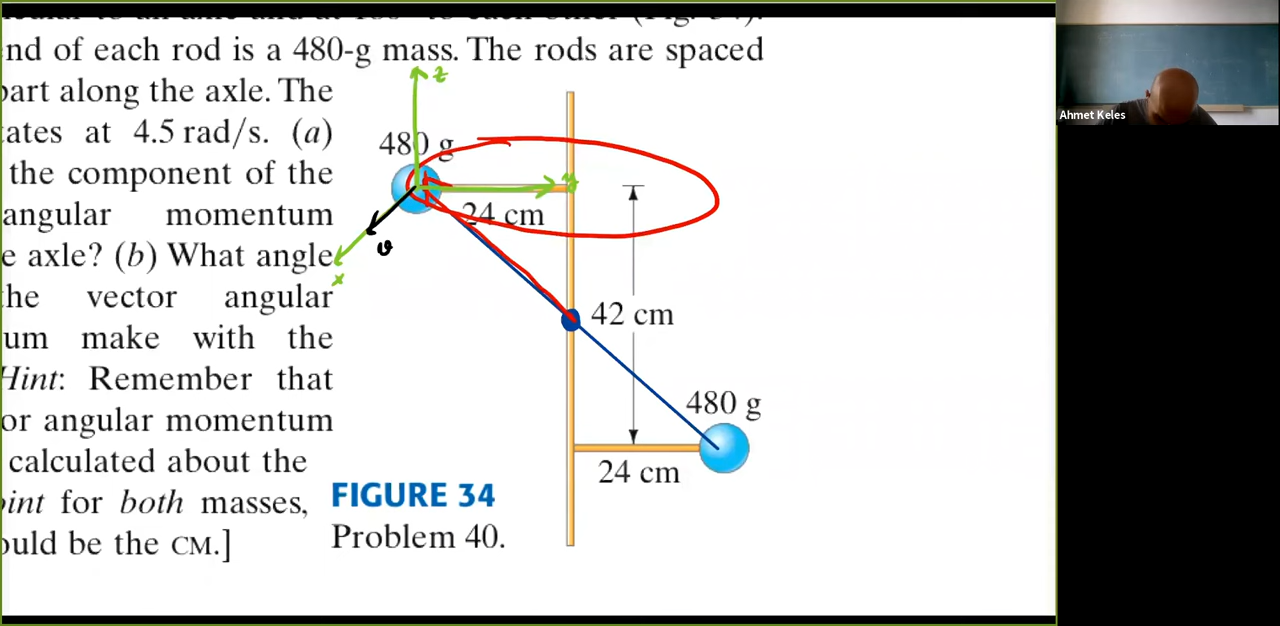 end of each rod is a 480-g mass. The rods are spaced
part along the axle. The
ates at 4.5 rad/s. (a)
the component of the
angular momentum
e axle? (b) What angle
the vector angular
um make with the
Hint: Remember that
or angular momentum
calculated about the
oint for both masses,
ould be the CM.]
z
480 g
y
24 cm
x
v
42 cm
480 g
24 cm
FIGURE 34
Problem 40.
Ahmet Keles